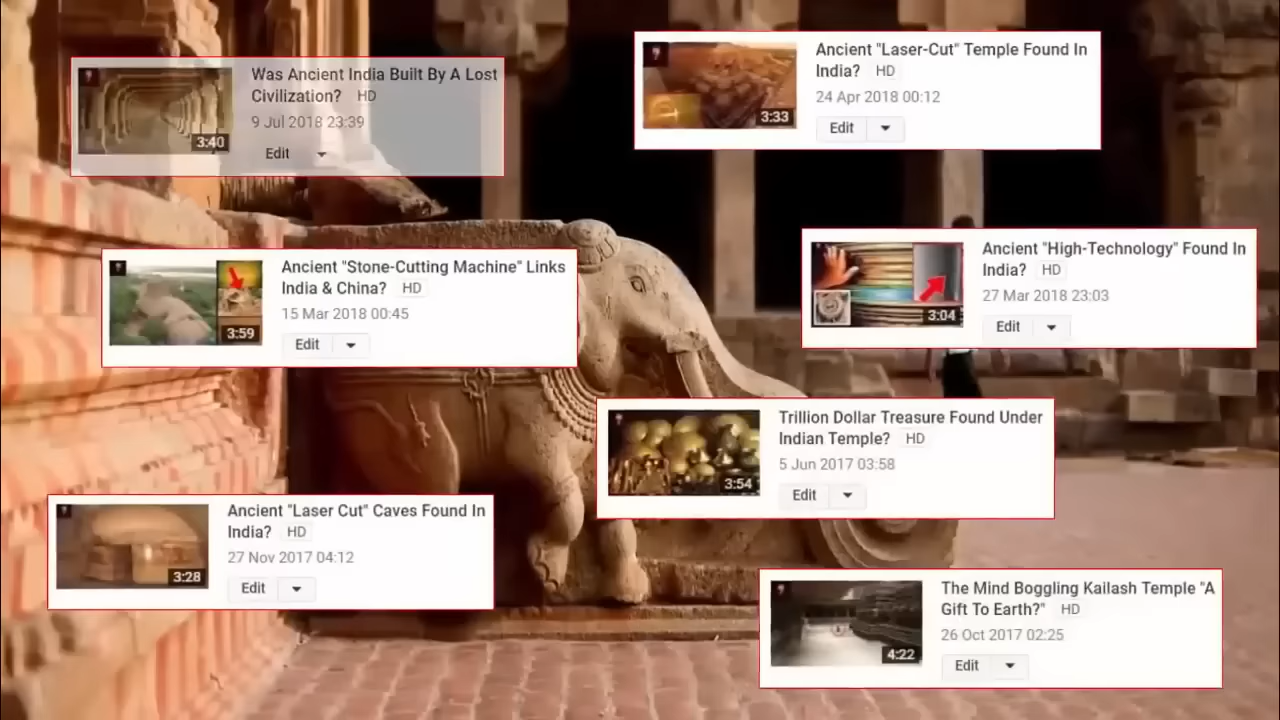 Was Ancient India Built By A Lost
Civilization? HD
9 Jul 2018 23:39
3:40
Edit
Ancient "Laser-Cut" Temple Found In
India? HD
24 Apr 2018 00:12
3:33
Edit
Ancient "Stone-Cutting Machine" Links
India & China? HD
15 Mar 2018 00:45
3:59
Edit
Ancient "High-Technology" Found In
India? HD
27 Mar 2018 23:03
3:04
Edit
Trillion Dollar Treasure Found Under
Indian Temple? HD
5 Jun 2017 03:58
3:54
Edit
Ancient "Laser Cut" Caves Found In
India? HD
27 Nov 2017 04:12
3:28
Edit
The Mind Boggling Kailash Temple "A
Gift To Earth?" HD
26 Oct 2017 02:25
4:22
Edit